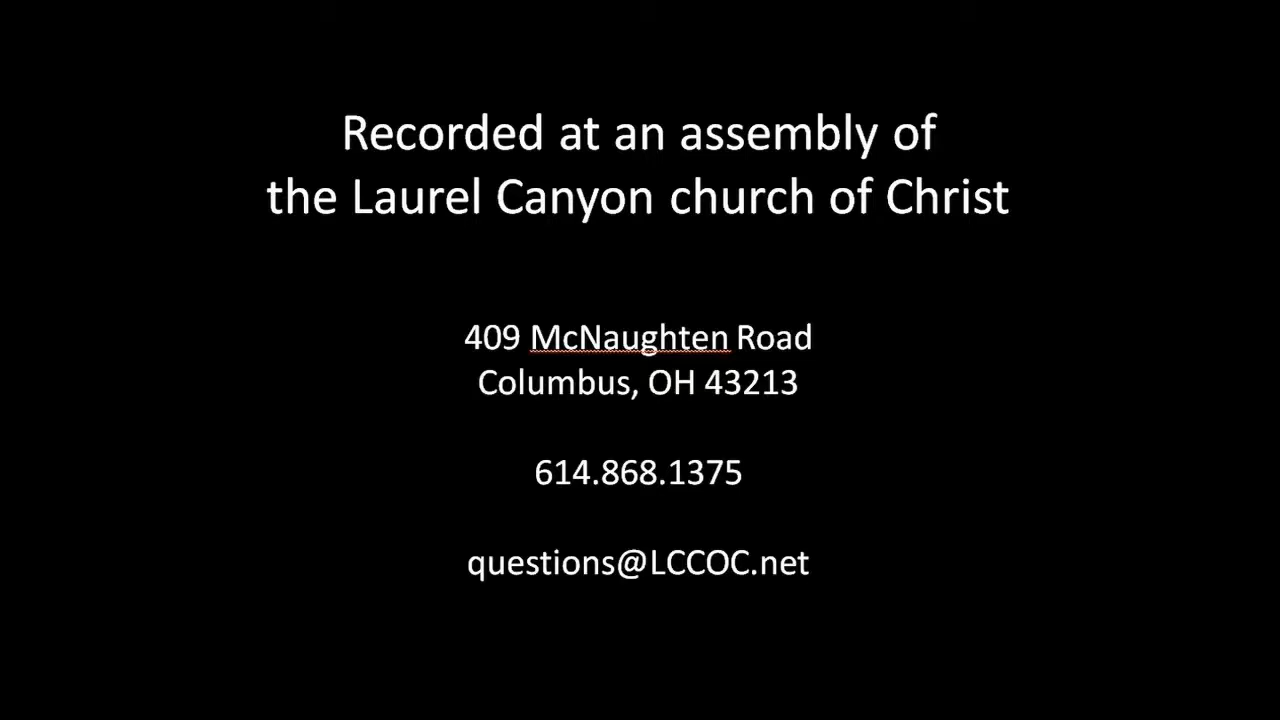 Recorded at an assembly of
the Laurel Canyon church of Christ
409 McNaughten Road
Columbus, OH 43213
614.868.1375
questions@LCCOC.net